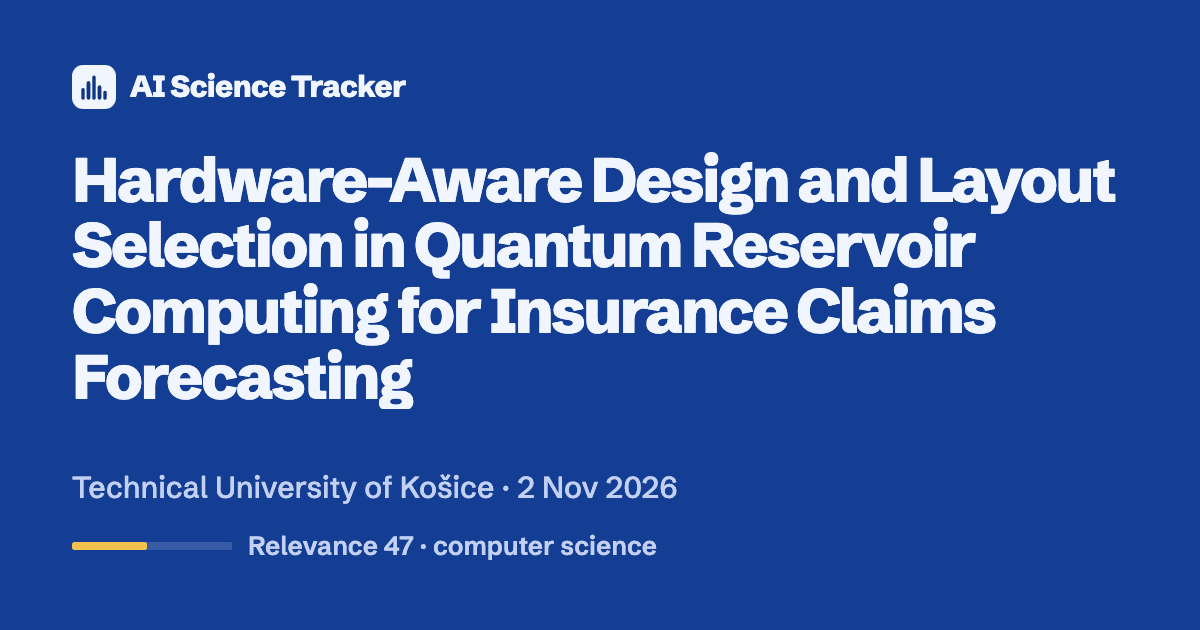 AI Science Tracker
Hardware-Aware Design and Layout
Selection in Quantum Reservoir
Computing for Insurance Claims
Forecasting
Technical University of Košice · 2 Nov 2026
Relevance 47 · computer science